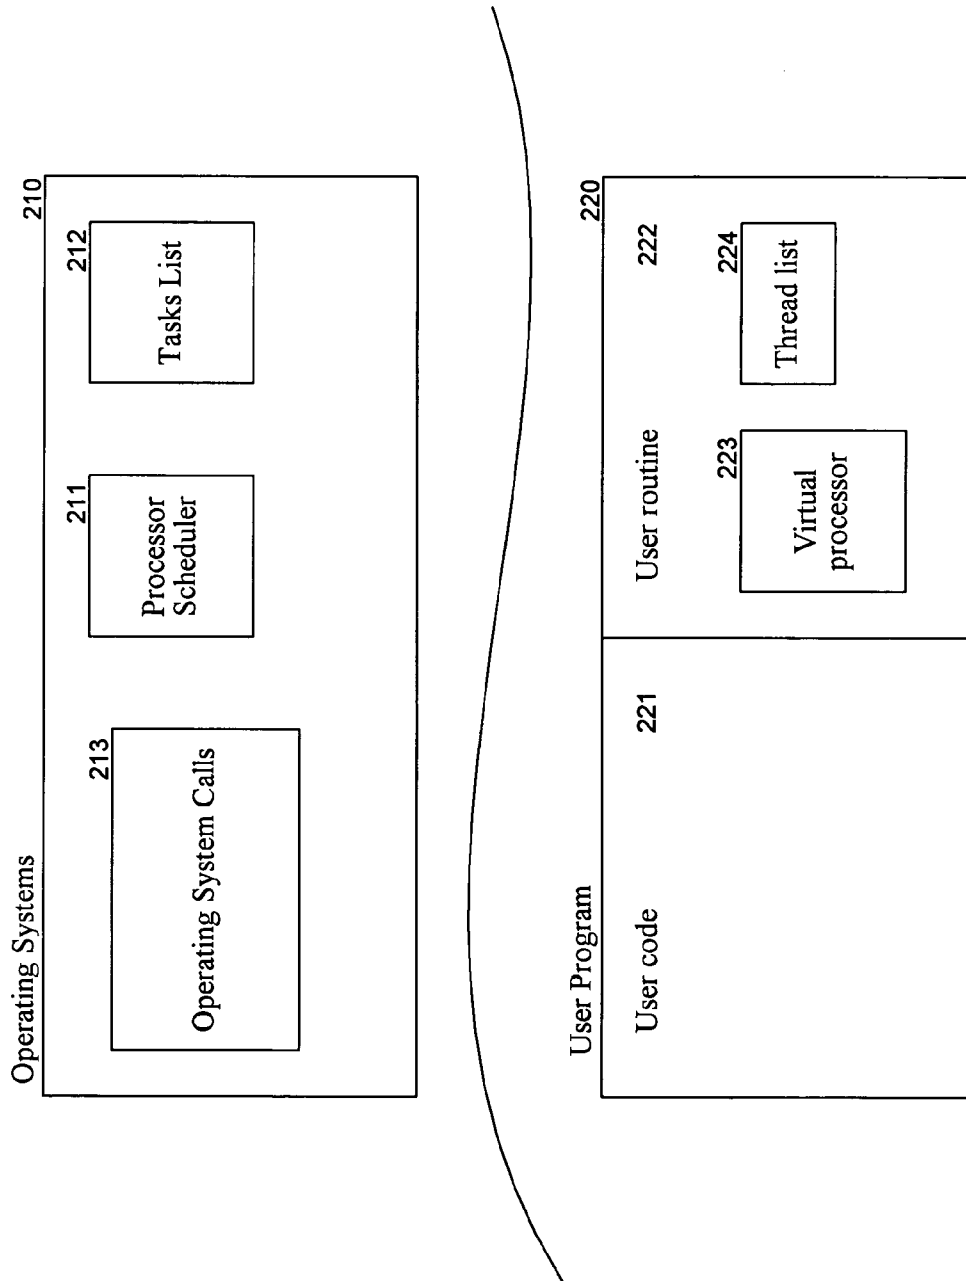 Operating Systems
210
213
Operating System Calls
211
Processor
Scheduler
212
Tasks List
User Program
220
User code
221
User routine
222
223
Virtual
processor
224
Thread list